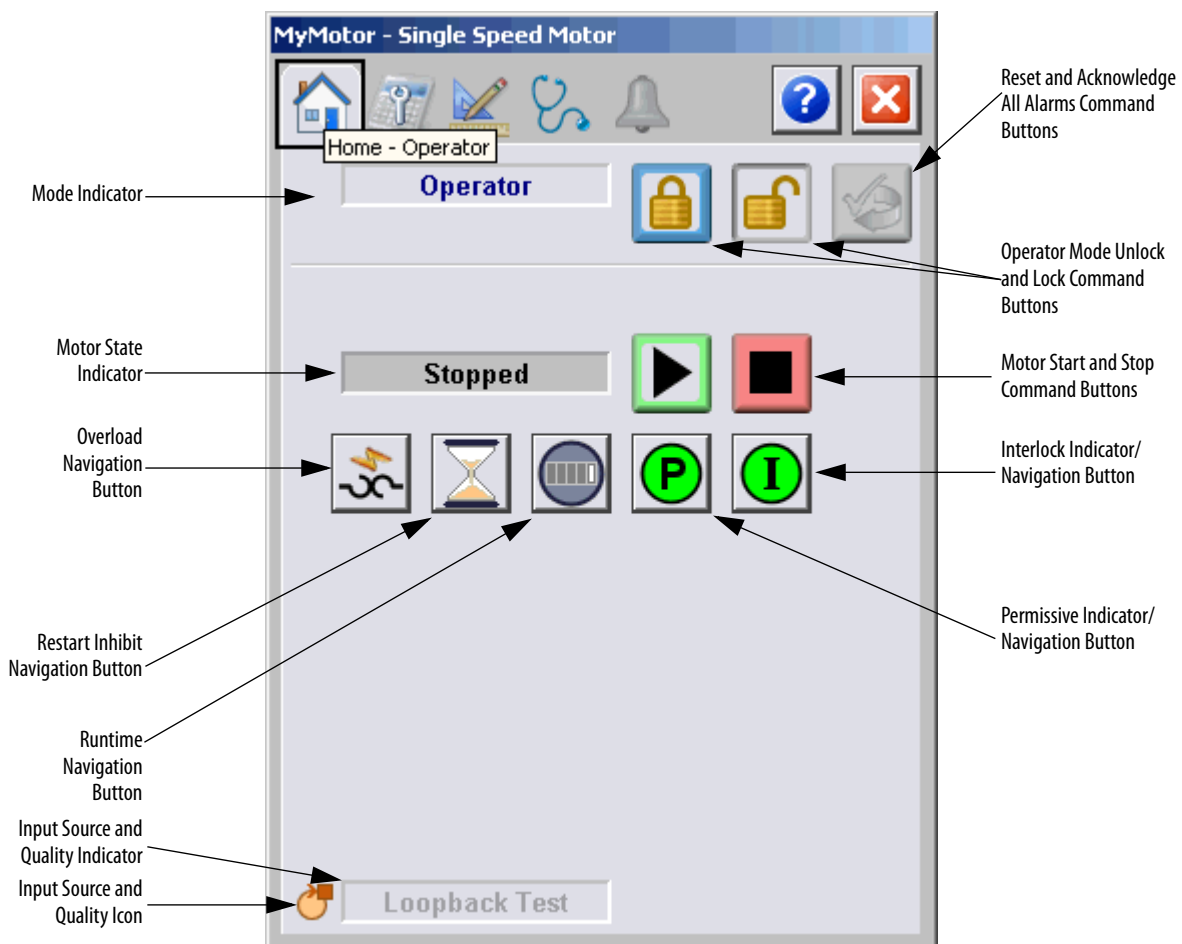 MyMotor - Single Speed Motor
Home - Operator
Reset and Acknowledge
All Alarms Command
Buttons
Mode Indicator
Operator
Operator Mode Unlock
and Lock Command
Buttons
Motor State
Indicator
Stopped
Motor Start and Stop
Command Buttons
Overload
Navigation
Button
P
I
Interlock Indicator/
Navigation Button
Restart Inhibit
Navigation Button
Permissive Indicator/
Navigation Button
Runtime
Navigation
Button
Input Source and
Quality Indicator
Input Source and
Quality Icon
Loopback Test